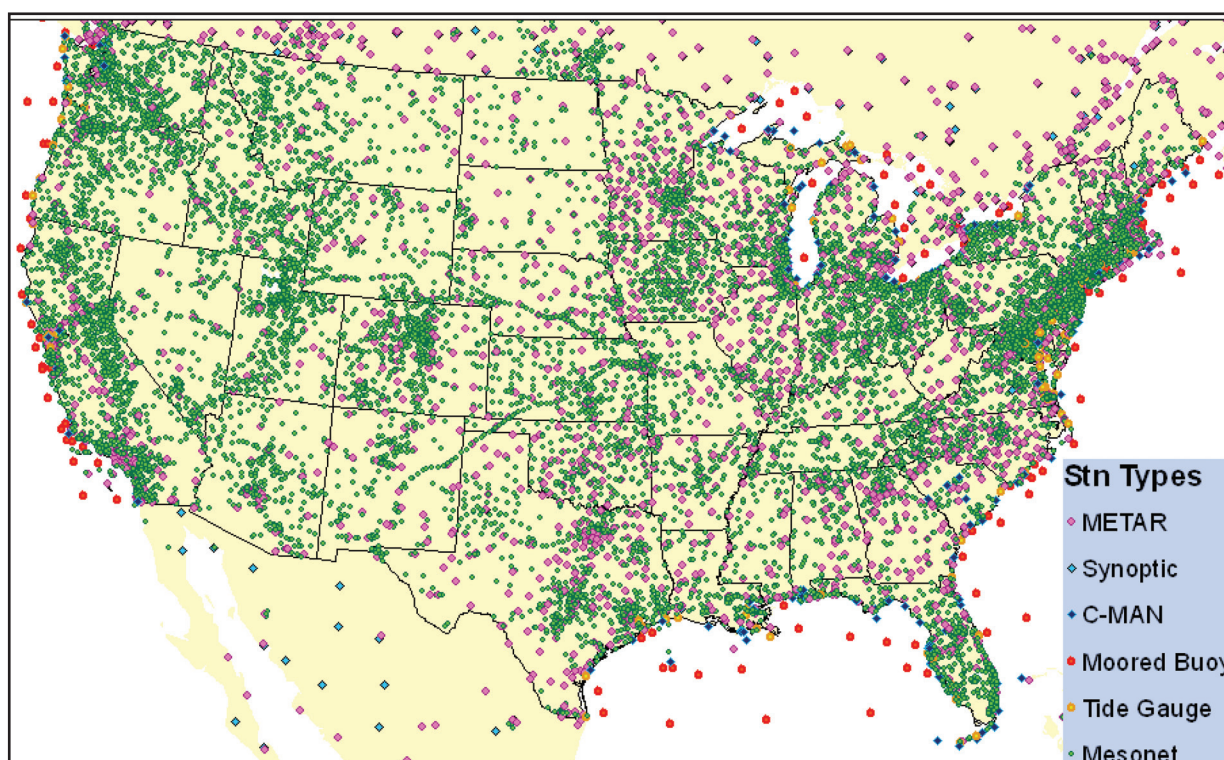 Stn Types
METAR
Synoptic
C-MAN
Moored Buoy
Tide Gauge
Mesonet